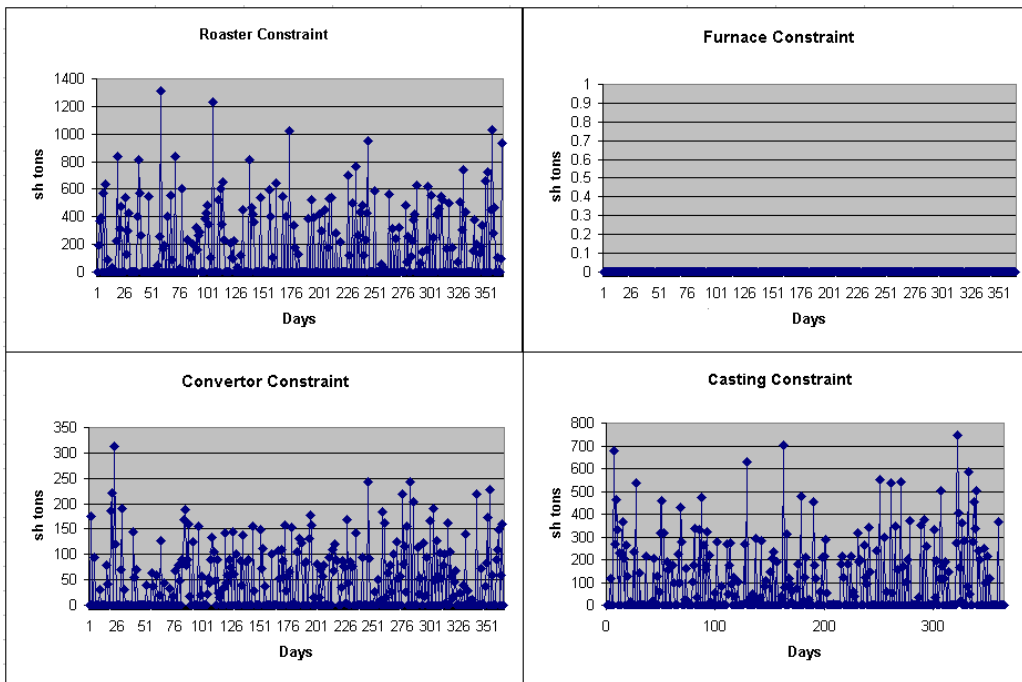 Roaster Constraint
1400
1200
1000
800
600
400
200
0
sh tons
1 26 51 76 101 126 151 176 201 226 251 276 301 326 351
Days
Furnace Constraint
1
0.9
0.8
0.7
0.6
0.5
0.4
0.3
0.2
0.1
0
sh tons
1 26 51 76 101 126 151 176 201 226 251 276 301 326 351
Days
Convertor Constraint
350
300
250
200
150
100
50
0
sh tons
1 26 51 76 101 126 151 176 201 226 251 276 301 326 351
Days
Casting Constraint
800
700
600
500
400
300
200
100
0
sh tons
0 100 200 300
Days